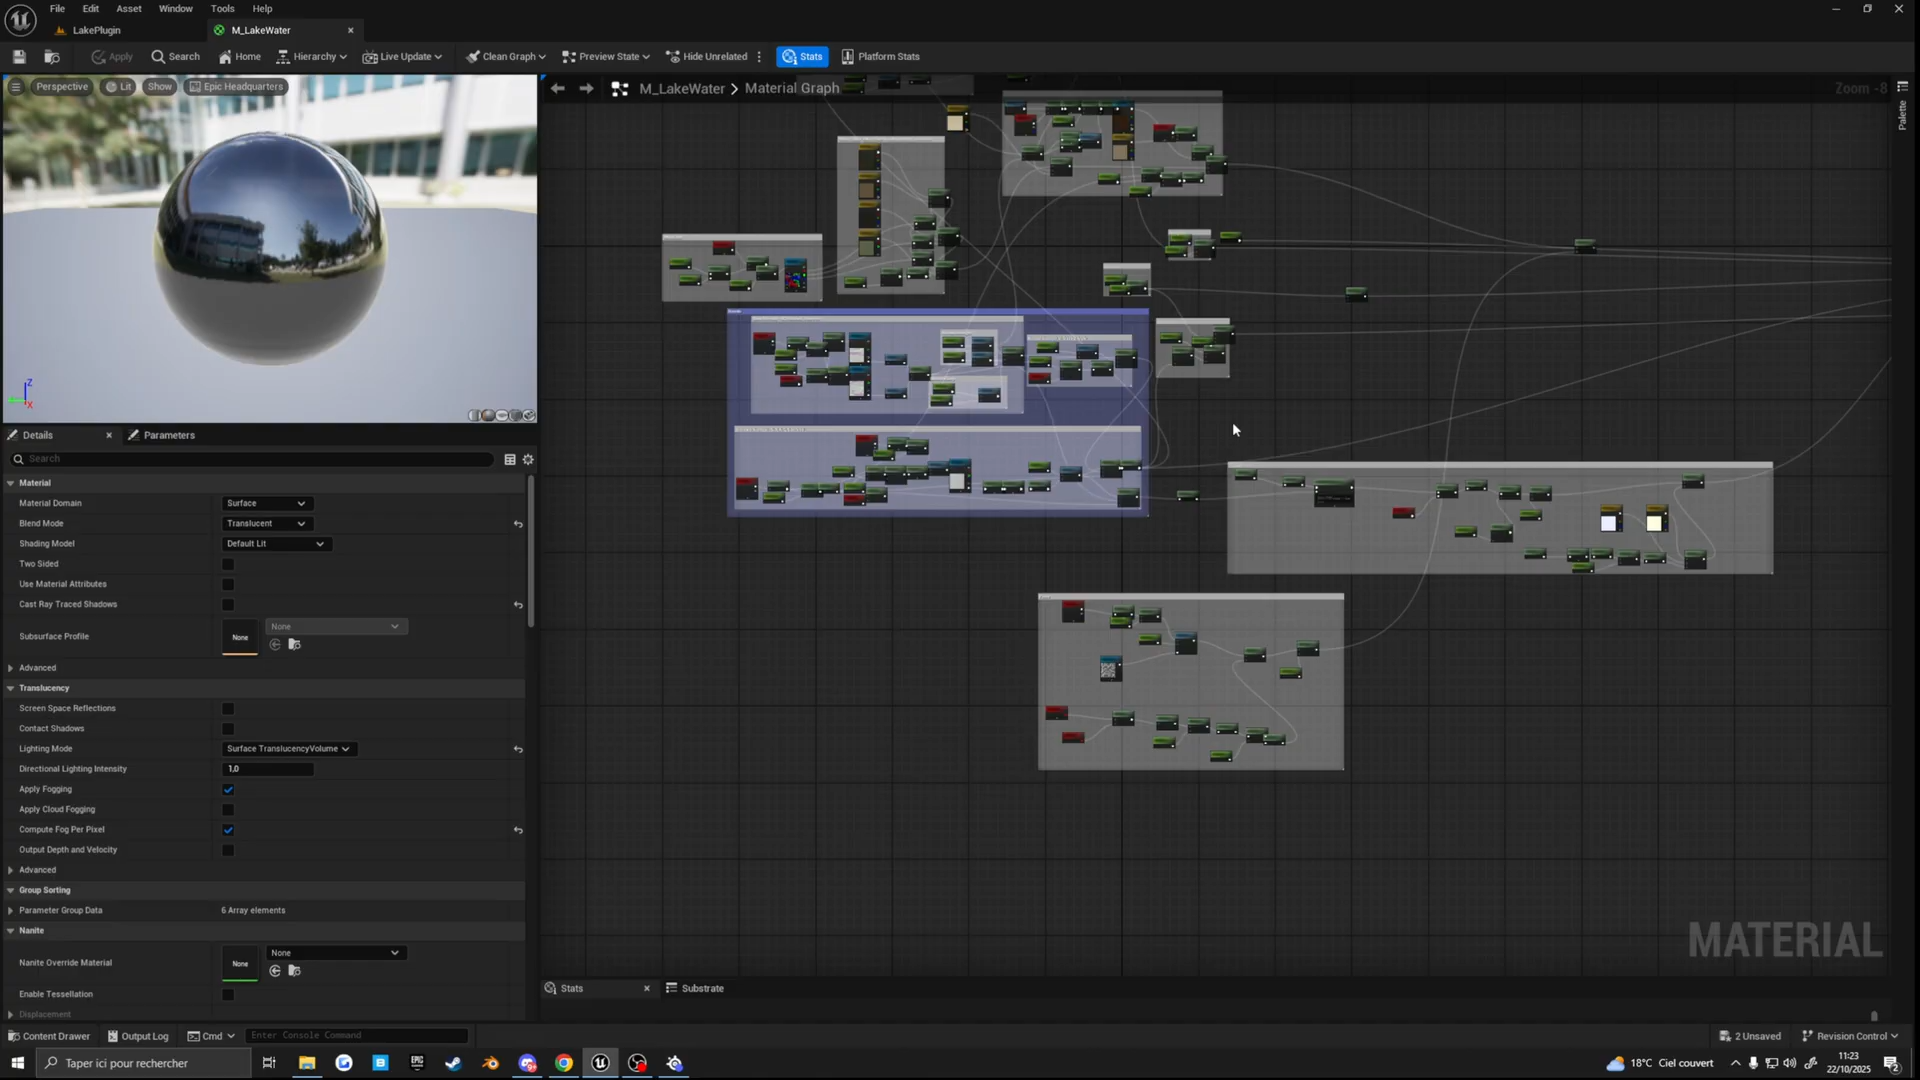 File Edit Asset Window Tools Help
LakePlugin
M_LakeWater
Apply Search Home Hierarchy Live Update Clean Graph Preview State Hide Unrelated Stats Platform Stats
Perspective Lit Show Epic Headquarters
M_LakeWater > Material Graph
Zoom -8
Palette
Z
X
Details Parameters
Search
Material
Material Domain Surface
Blend Mode Translucent
Shading Model Default Lit
Two Sided
Use Material Attributes
Cast Ray Traced Shadows
Subsurface Profile None None
Advanced
Translucency
Screen Space Reflections
Contact Shadows
Lighting Mode Surface TranslucencyVolume
Directional Lighting Intensity 1,0
Apply Fogging
Apply Cloud Fogging
Compute Fog Per Pixel
Output Depth and Velocity
Advanced
Group Sorting
Parameter Group Data 6 Array elements
Nanite
Nanite Override Material None None
Enable Tessellation
Displacement
MATERIAL
Stats Substrate
Content Drawer Output Log Cmd Enter Console Command
2 Unsaved Revision Control
Taper ici pour rechercher
18°C Ciel couvert
11:23
22/10/2025